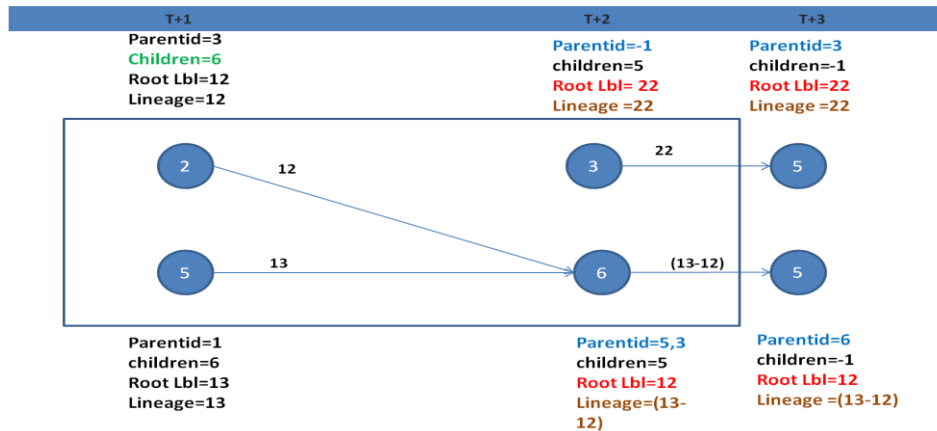 T+1 T+2 T+3
Parentid=3
Children=6
Root Lbl=12
Lineage=12
Parentid=-1
children=5
Root Lbl= 22
Lineage =22
Parentid=3
children=-1
Root Lbl=22
Lineage =22
2 12 3 22 5
5 13 6 (13-12) 5
Parentid=1
children=6
Root Lbl=13
Lineage=13
Parentid=5,3
children=5
Root Lbl=12
Lineage=(13-
12)
Parentid=6
children=-1
Root Lbl=12
Lineage =(13-12)